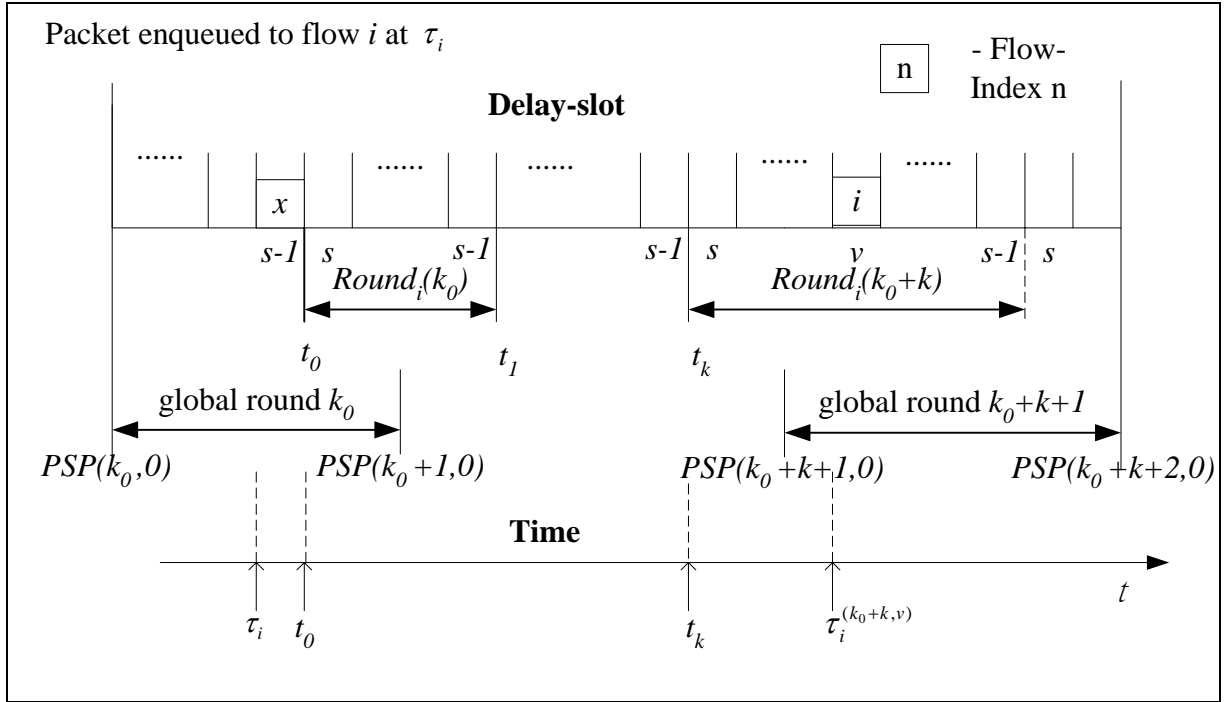 Packet enqueued to flow i at τ_i
n
- Flow-
Index n
Delay-slot
...... ...... ...... ...... ......
x i
s-1 s s-1 s-1 s v s-1 s
Round_i(k_0) Round_i(k_0+k)
t_0 t_1 t_k
global round k_0 global round k_0+k+1
PSP(k_0,0) PSP(k_0+1,0) PSP(k_0+k+1,0) PSP(k_0+k+2,0)
Time
t
τ_i t_0 t_k τ_i^(k_0+k,v)